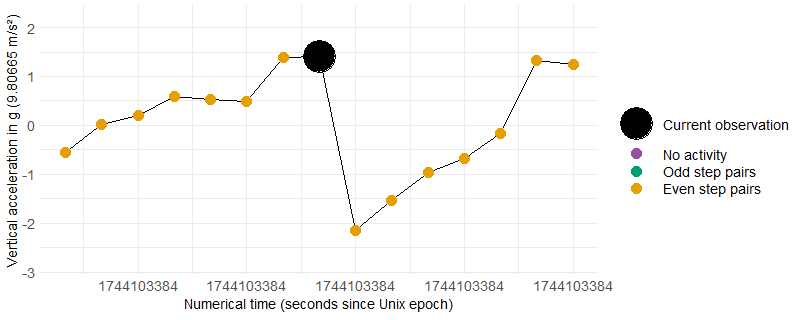 Vertical acceleration in g (9.80665 m/s²)
2
1
0
-1
-2
-3
1744103384 1744103384 1744103384 1744103384 1744103384
Numerical time (seconds since Unix epoch)
Current observation
No activity
Odd step pairs
Even step pairs